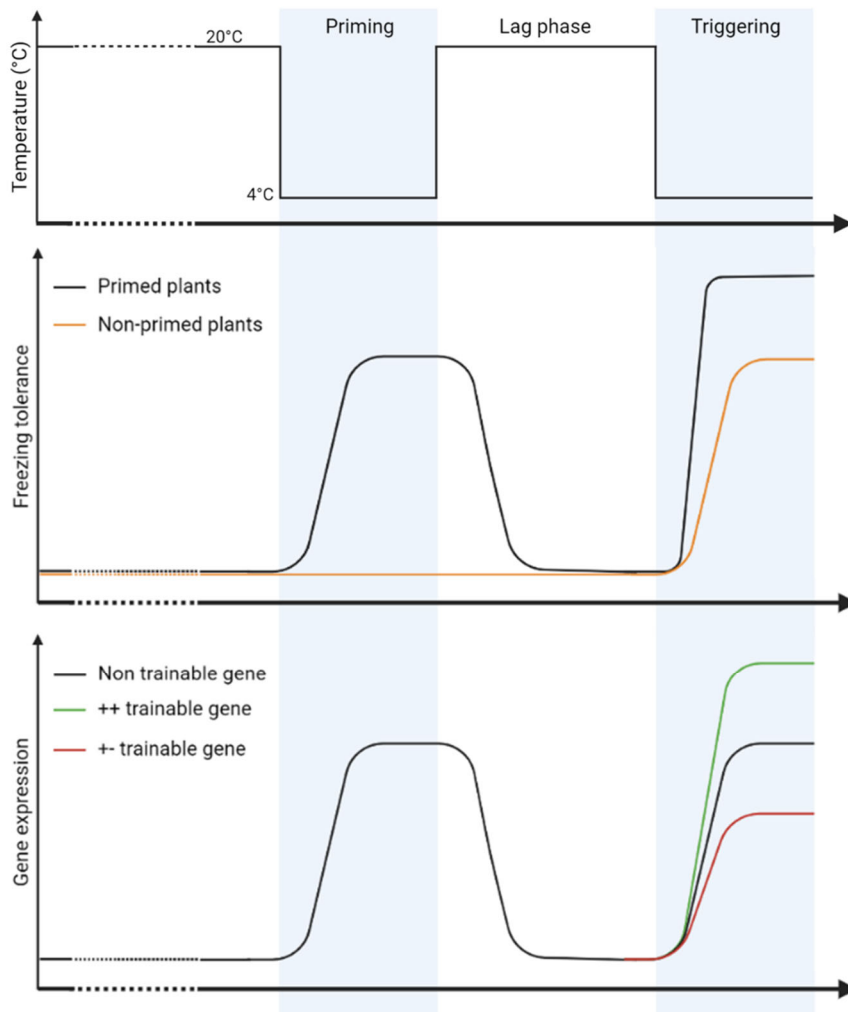 Priming
Lag phase
Triggering
20°C
4°C
Temperature (°C)
Primed plants
Non-primed plants
Freezing tolerance
Non trainable gene
++ trainable gene
+- trainable gene
Gene expression